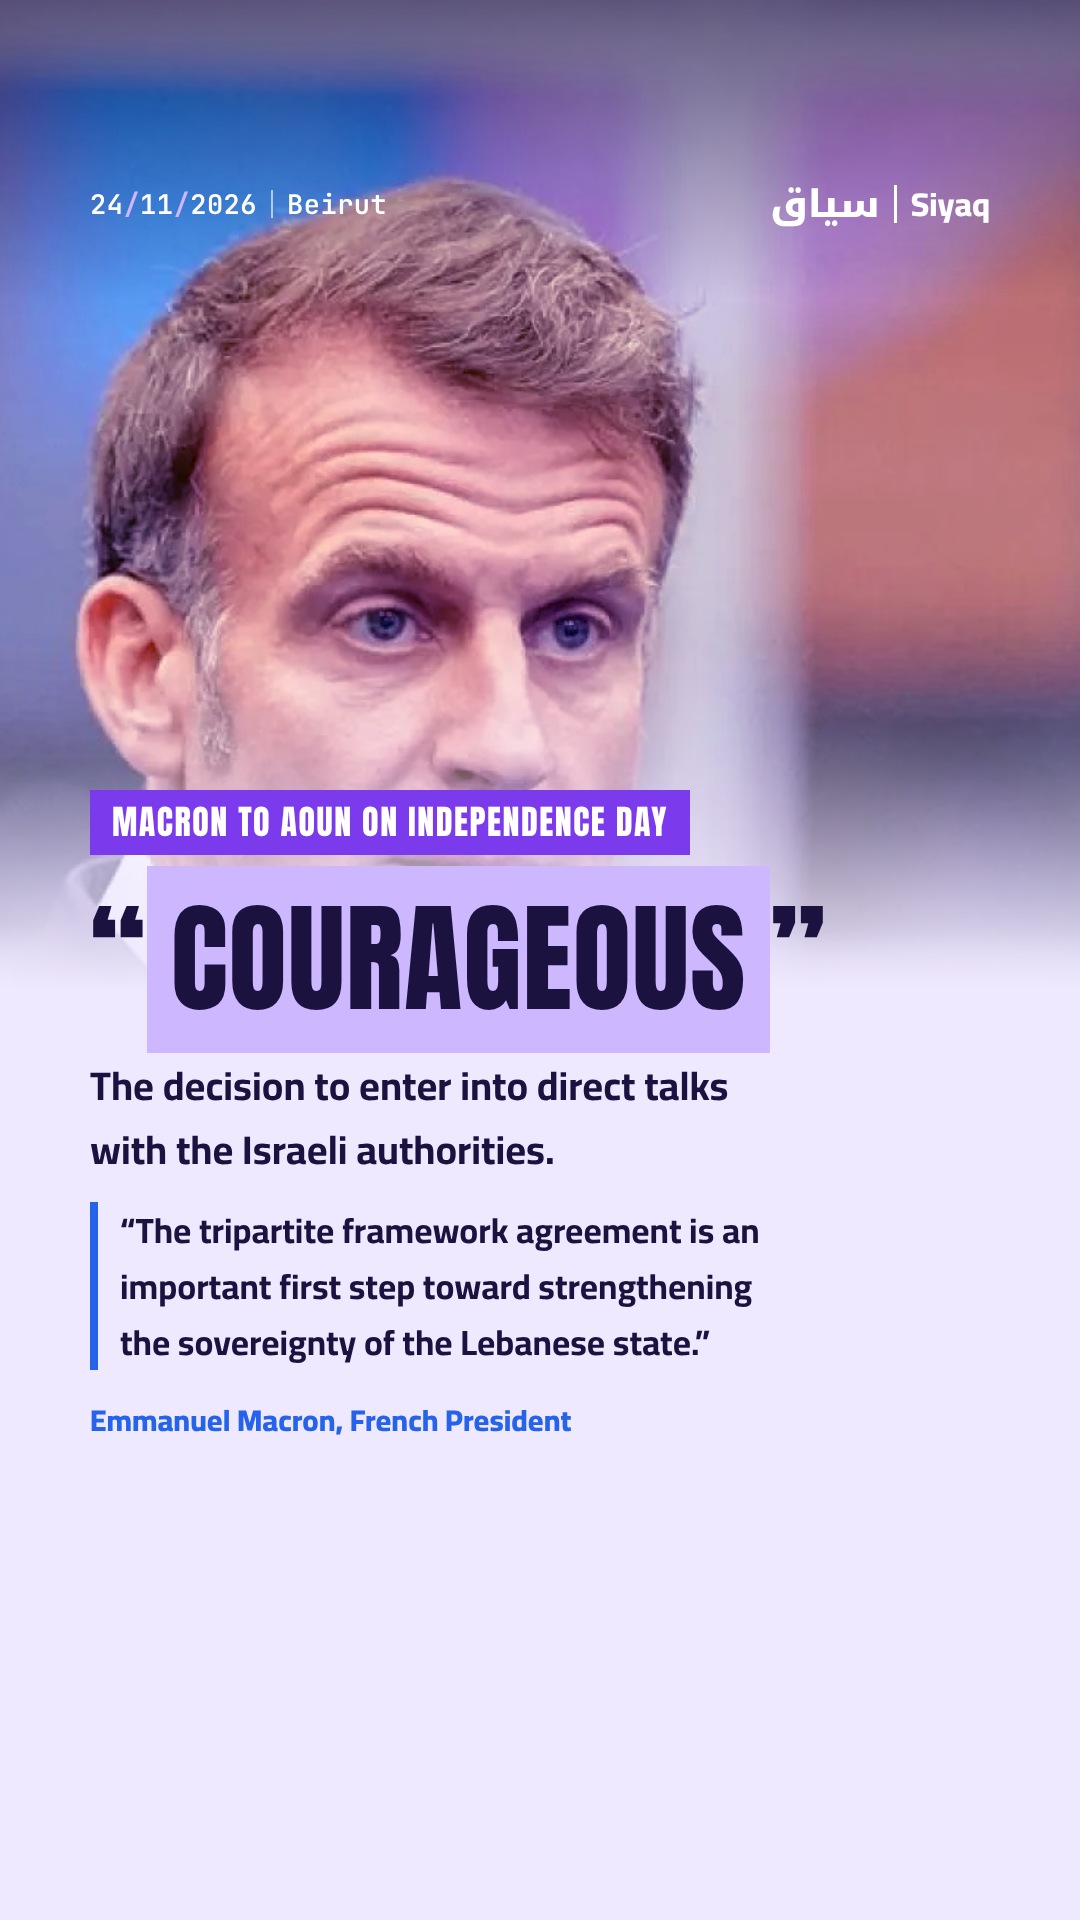 24/11/2026 | Beirut
سياق | Siyaq
MACRON TO AOUN ON INDEPENDENCE DAY
“COURAGEOUS”
The decision to enter into direct talks
with the Israeli authorities.
“The tripartite framework agreement is an
important first step toward strengthening
the sovereignty of the Lebanese state.”
Emmanuel Macron, French President